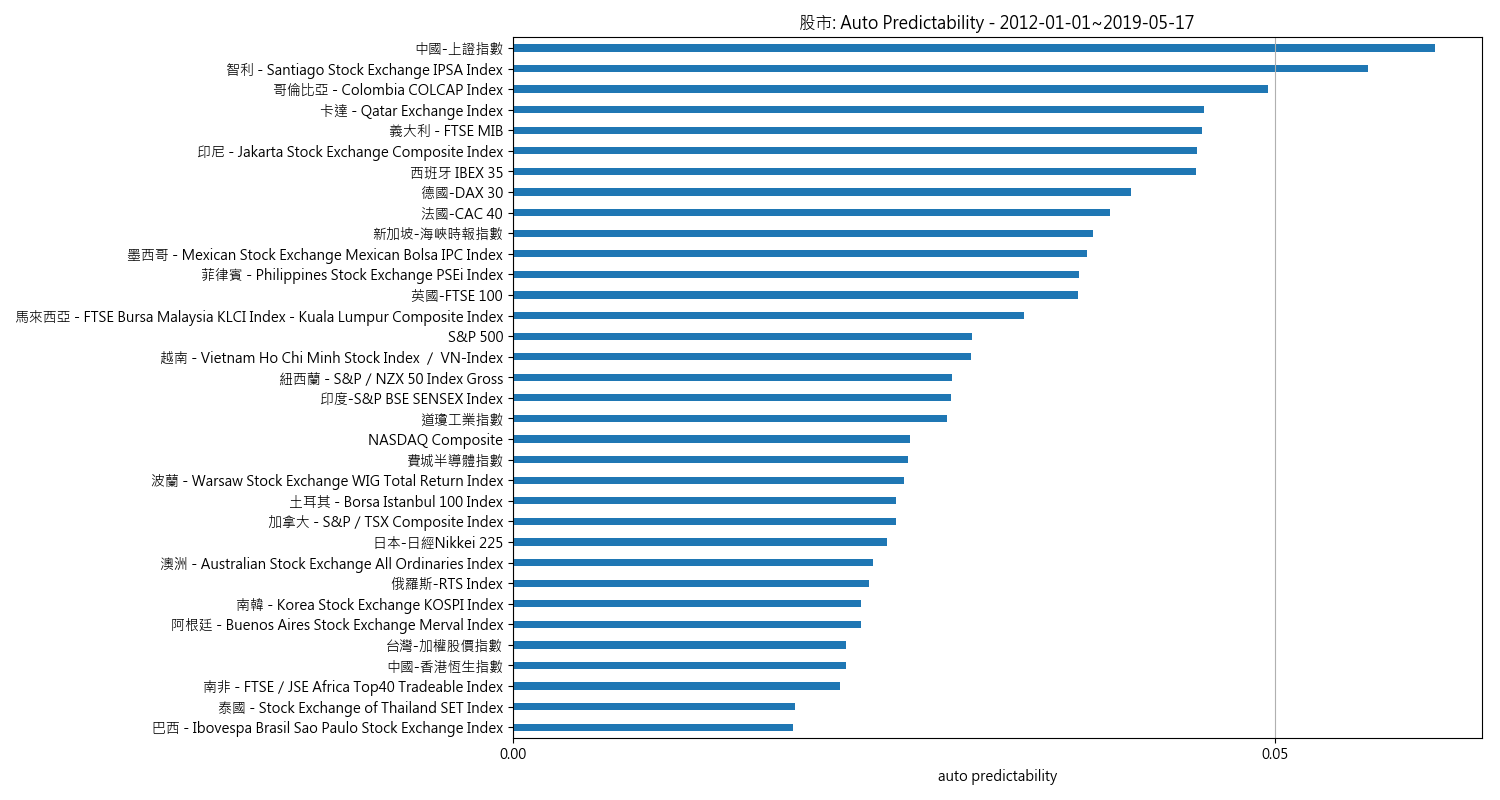 股市: Auto Predictability - 2012-01-01~2019-05-17
中國-上證指數
智利 - Santiago Stock Exchange IPSA Index
哥倫比亞 - Colombia COLCAP Index
卡達 - Qatar Exchange Index
義大利 - FTSE MIB
印尼 - Jakarta Stock Exchange Composite Index
西班牙 IBEX 35
德國-DAX 30
法國-CAC 40
新加坡-海峽時報指數
墨西哥 - Mexican Stock Exchange Mexican Bolsa IPC Index
菲律賓 - Philippines Stock Exchange PSEi Index
英國-FTSE 100
馬來西亞 - FTSE Bursa Malaysia KLCI Index - Kuala Lumpur Composite Index
S&P 500
越南 - Vietnam Ho Chi Minh Stock Index / VN-Index
紐西蘭 - S&P / NZX 50 Index Gross
印度-S&P BSE SENSEX Index
道瓊工業指數
NASDAQ Composite
費城半導體指數
波蘭 - Warsaw Stock Exchange WIG Total Return Index
土耳其 - Borsa Istanbul 100 Index
加拿大 - S&P / TSX Composite Index
日本-日經Nikkei 225
澳洲 - Australian Stock Exchange All Ordinaries Index
俄羅斯-RTS Index
南韓 - Korea Stock Exchange KOSPI Index
阿根廷 - Buenos Aires Stock Exchange Merval Index
台灣-加權股價指數
中國-香港恆生指數
南非 - FTSE / JSE Africa Top40 Tradeable Index
泰國 - Stock Exchange of Thailand SET Index
巴西 - Ibovespa Brasil Sao Paulo Stock Exchange Index
0.00 0.05
auto predictability